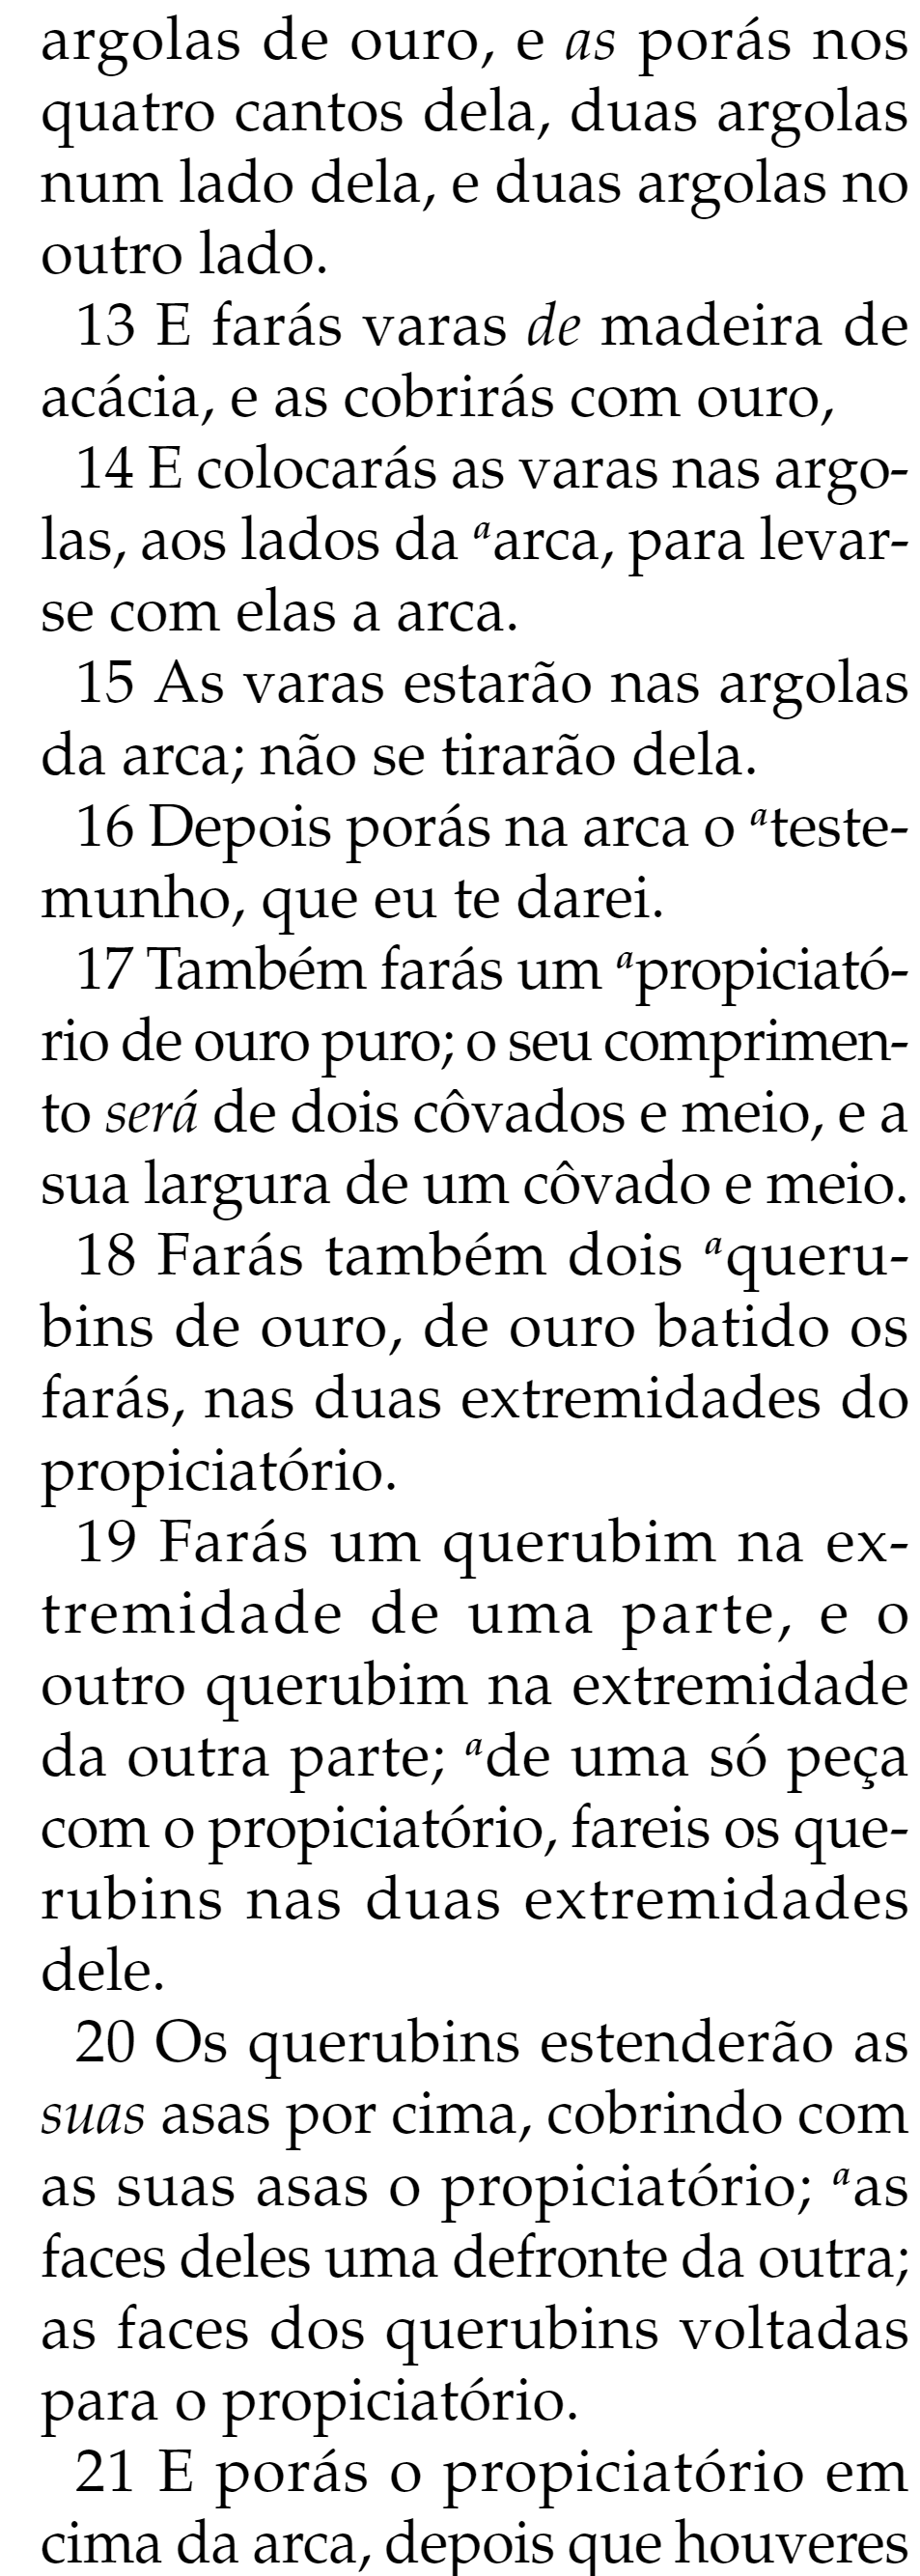 argolas de ouro, e as porás nos
quatro cantos dela, duas argolas
num lado dela, e duas argolas no
outro lado.
13 E farás varas de madeira de
acácia, e as cobrirás com ouro,
14 E colocarás as varas nas argo-
las, aos lados da ᵃarca, para levar-
se com elas a arca.
15 As varas estarão nas argolas
da arca; não se tirarão dela.
16 Depois porás na arca o ᵃteste-
munho, que eu te darei.
17 Também farás um ᵃpropiciató-
rio de ouro puro; o seu comprimen-
to será de dois côvados e meio, e a
sua largura de um côvado e meio.
18 Farás também dois ᵃqueru-
bins de ouro, de ouro batido os
farás, nas duas extremidades do
propiciatório.
19 Farás um querubim na ex-
tremidade de uma parte, e o
outro querubim na extremidade
da outra parte; ᵃde uma só peça
com o propiciatório, fareis os que-
rubins nas duas extremidades
dele.
20 Os querubins estenderão as
suas asas por cima, cobrindo com
as suas asas o propiciatório; ᵃas
faces deles uma defronte da outra;
as faces dos querubins voltadas
para o propiciatório.
21 E porás o propiciatório em
cima da arca, depois que houveres